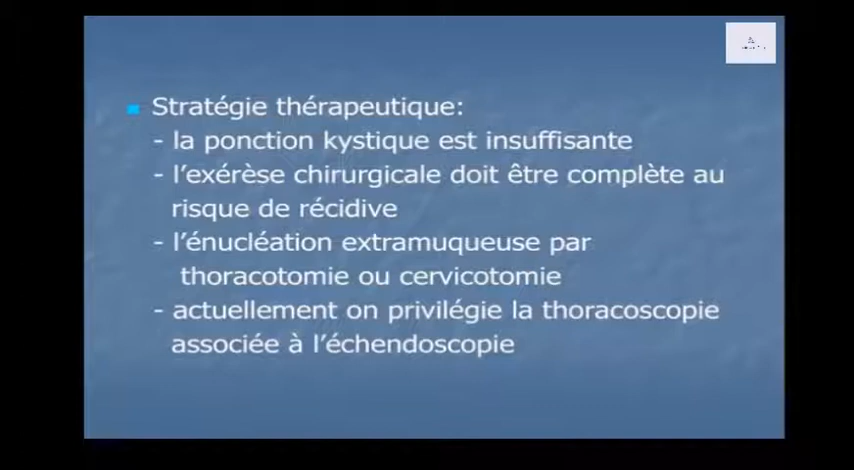 Stratégie thérapeutique:
- la ponction kystique est insuffisante
- l'exérèse chirurgicale doit être complète au
risque de récidive
- l'énucléation extramuqueuse par
thoracotomie ou cervicotomie
- actuellement on privilégie la thoracoscopie
associée à l'échendoscopie